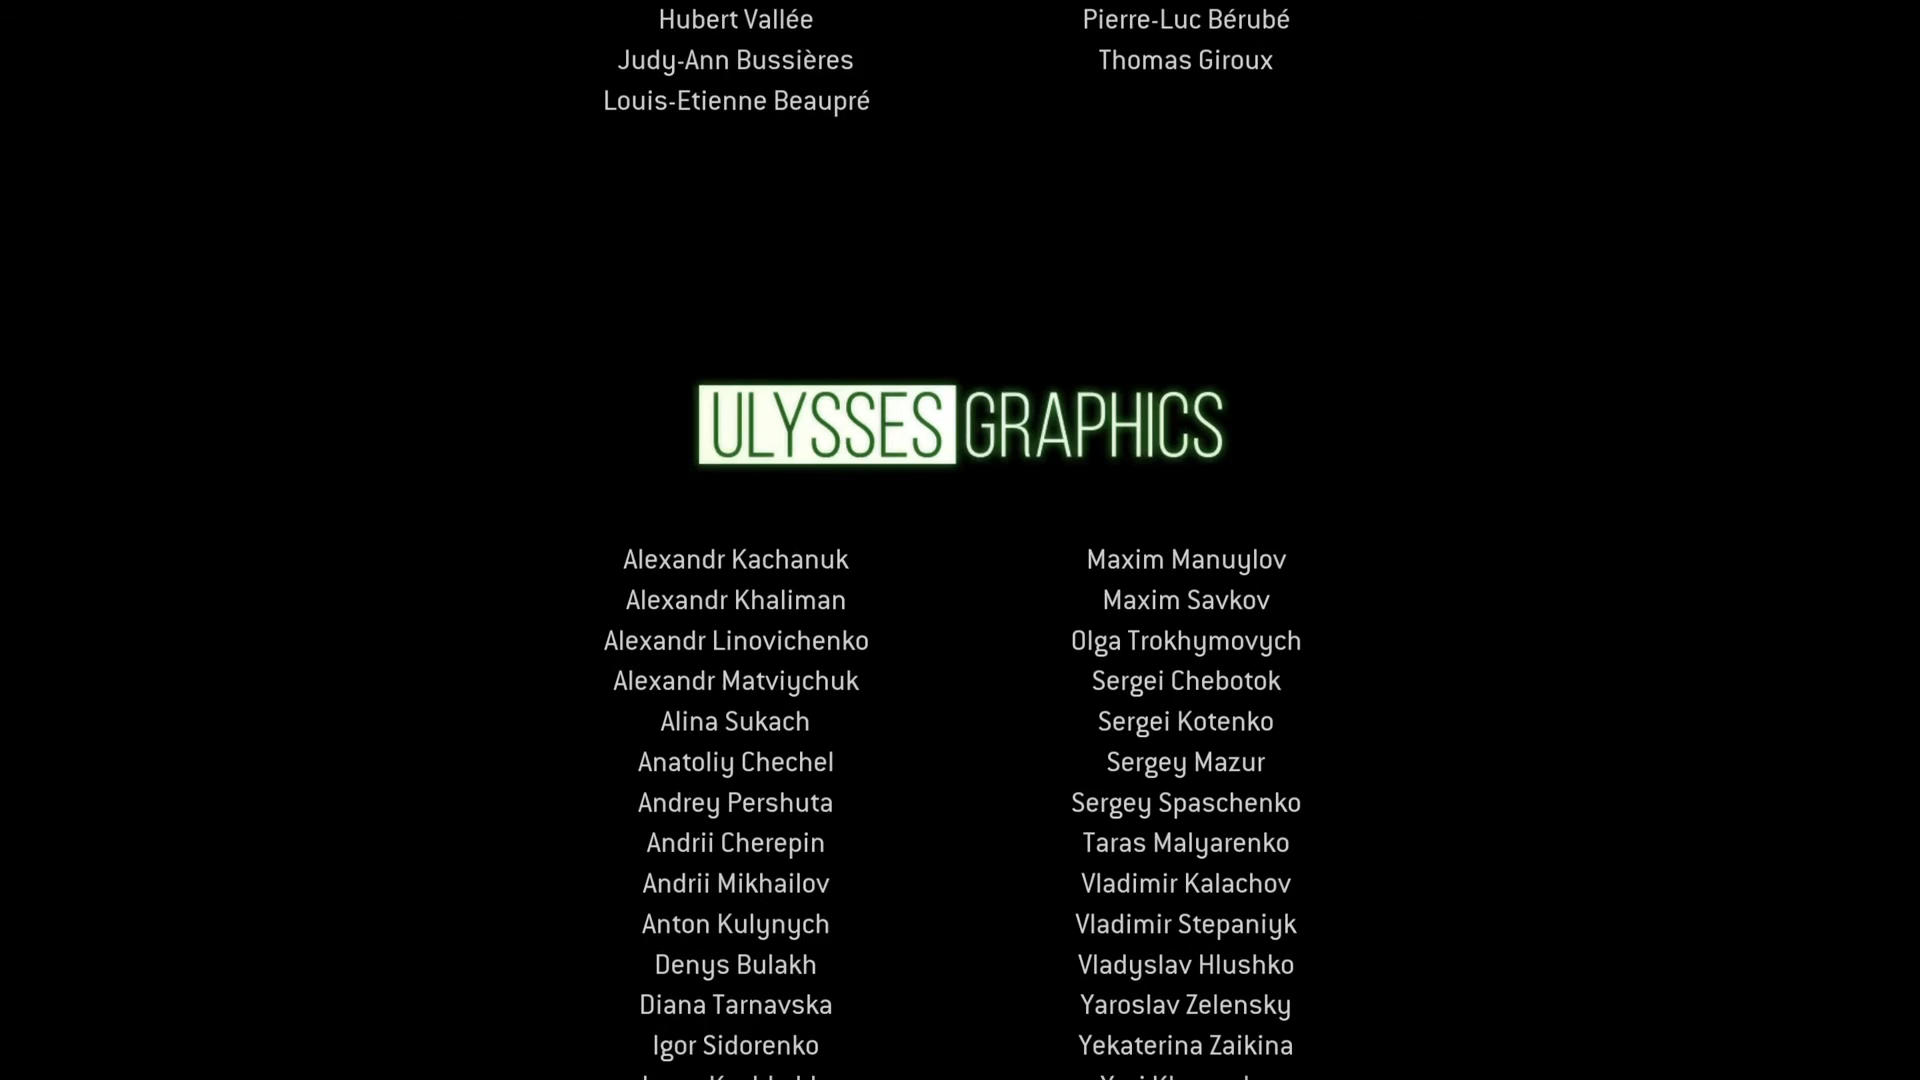 Hubert Vallée
Judy-Ann Bussières
Louis-Etienne Beaupré
Pierre-Luc Bérubé
Thomas Giroux
ULYSSES GRAPHICS
Alexandr Kachanuk
Alexandr Khaliman
Alexandr Linovichenko
Alexandr Matviychuk
Alina Sukach
Anatoliy Chechel
Andrey Pershuta
Andrii Cherepin
Andrii Mikhailov
Anton Kulynych
Denys Bulakh
Diana Tarnavska
Igor Sidorenko
Maxim Manuylov
Maxim Savkov
Olga Trokhymovych
Sergei Chebotok
Sergei Kotenko
Sergey Mazur
Sergey Spaschenko
Taras Malyarenko
Vladimir Kalachov
Vladimir Stepaniyk
Vladyslav Hlushko
Yaroslav Zelensky
Yekaterina Zaikina